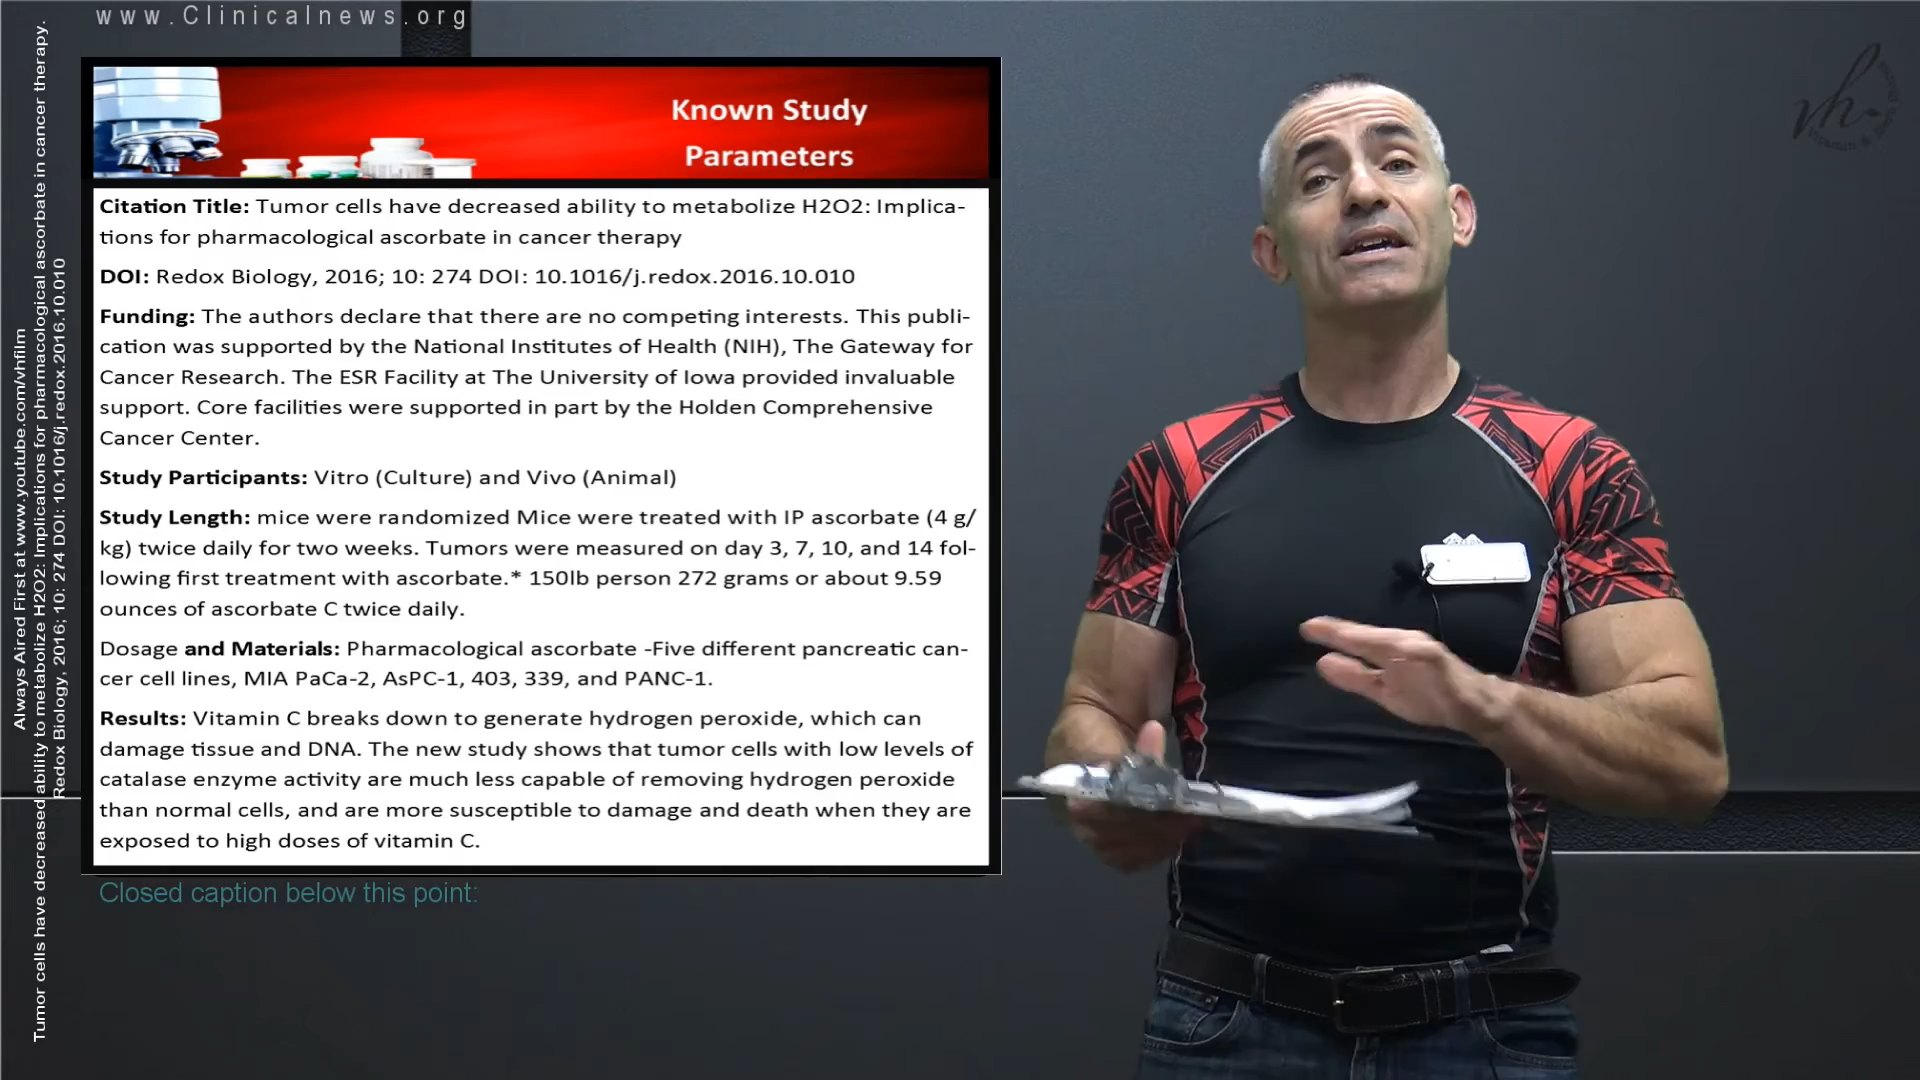 www.Clinicalnews.org
Known Study
Parameters
Citation Title: Tumor cells have decreased ability to metabolize H2O2: Implica-
tions for pharmacological ascorbate in cancer therapy
DOI: Redox Biology, 2016; 10: 274 DOI: 10.1016/j.redox.2016.10.010
Funding: The authors declare that there are no competing interests. This publi-
cation was supported by the National Institutes of Health (NIH), The Gateway for
Cancer Research. The ESR Facility at The University of Iowa provided invaluable
support. Core facilities were supported in part by the Holden Comprehensive
Cancer Center.
Study Participants: Vitro (Culture) and Vivo (Animal)
Study Length: mice were randomized Mice were treated with IP ascorbate (4 g/
kg) twice daily for two weeks. Tumors were measured on day 3, 7, 10, and 14 fol-
lowing first treatment with ascorbate.* 150lb person 272 grams or about 9.59
ounces of ascorbate C twice daily.
Dosage and Materials: Pharmacological ascorbate -Five different pancreatic can-
cer cell lines, MIA PaCa-2, AsPC-1, 403, 339, and PANC-1.
Results: Vitamin C breaks down to generate hydrogen peroxide, which can
damage tissue and DNA. The new study shows that tumor cells with low levels of
catalase enzyme activity are much less capable of removing hydrogen peroxide
than normal cells, and are more susceptible to damage and death when they are
exposed to high doses of vitamin C.
Closed caption below this point:
Always Aired First at www.youtube.com/vhfilm
Tumor cells have decreased ability to metabolize H2O2: Implications for pharmacological ascorbate in cancer therapy.
Redox Biology, 2016; 10: 274 DOI: 10.1016/j.redox.2016.10.010
vh-